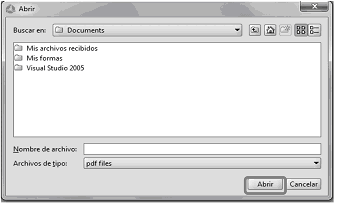 Abrir
Buscar en: Documents
Mis archivos recibidos
Mis formas
Visual Studio 2005
Nombre de archivo:
Archivos de tipo: pdf files
Abrir Cancelar